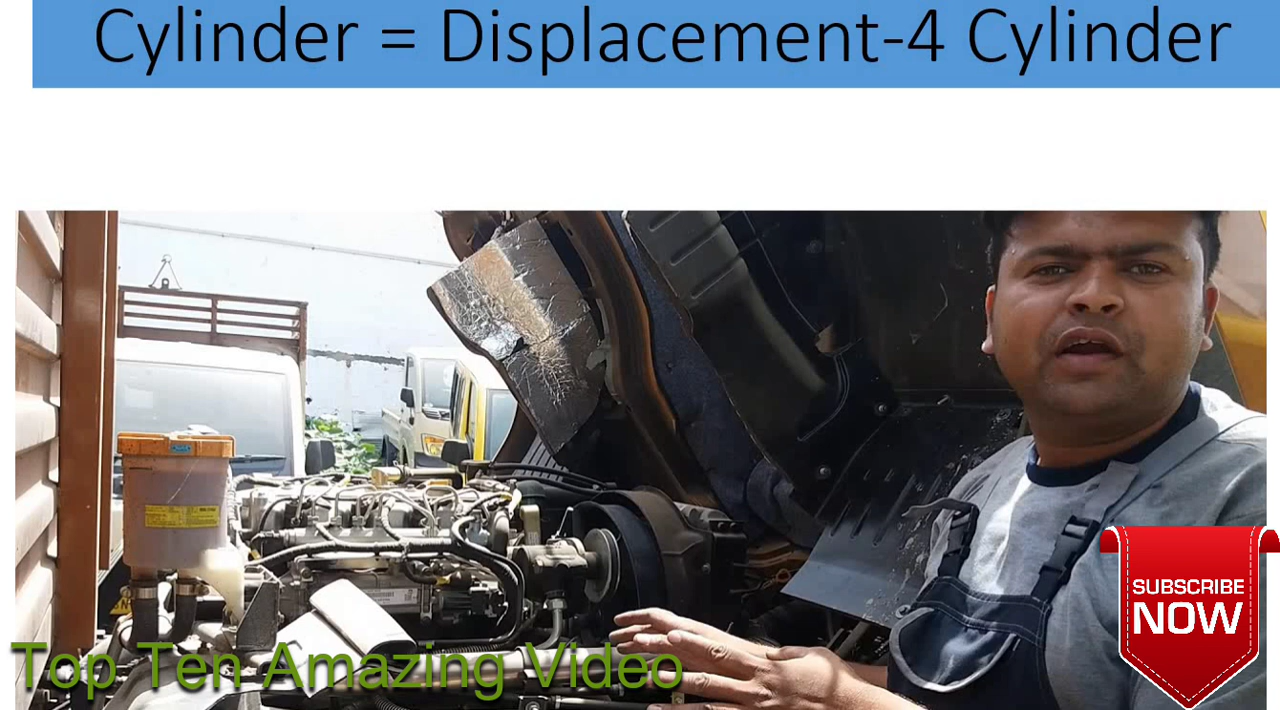 Cylinder = Displacement-4 Cylinder
SUBSCRIBE
NOW
Top Ten Amazing Video